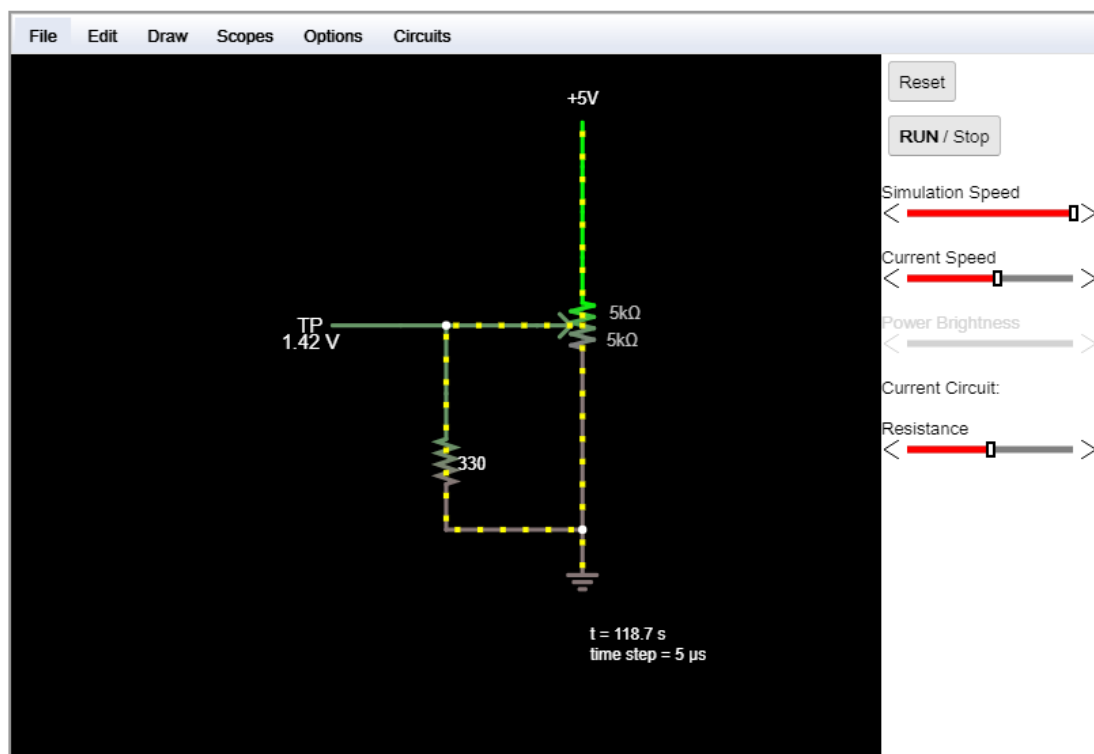 File Edit Draw Scopes Options Circuits
Reset
RUN / Stop
Simulation Speed
Current Speed
Power Brightness
Current Circuit:
Resistance
+5V
5kΩ
5kΩ
TP
1.42 V
330
t = 118.7 s
time step = 5 µs